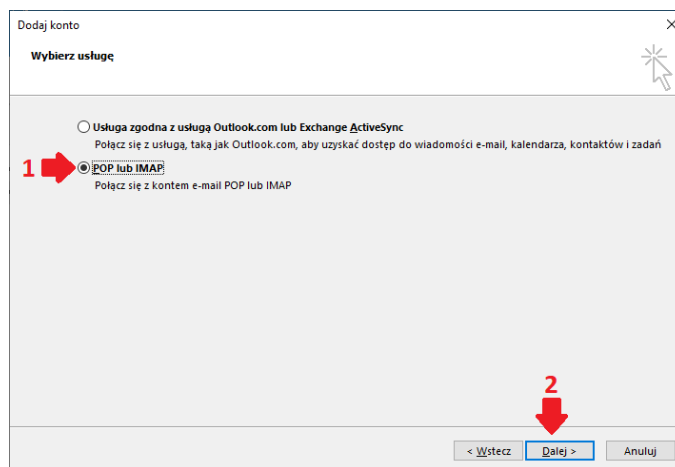 Dodaj konto
Wybierz usługę
Usługa zgodna z usługą Outlook.com lub Exchange ActiveSync
Połącz się z usługą, taką jak Outlook.com, aby uzyskać dostęp do wiadomości e-mail, kalendarza, kontaktów i zadań
1
POP lub IMAP
Połącz się z kontem e-mail POP lub IMAP
2
< Wstecz Dalej > Anuluj